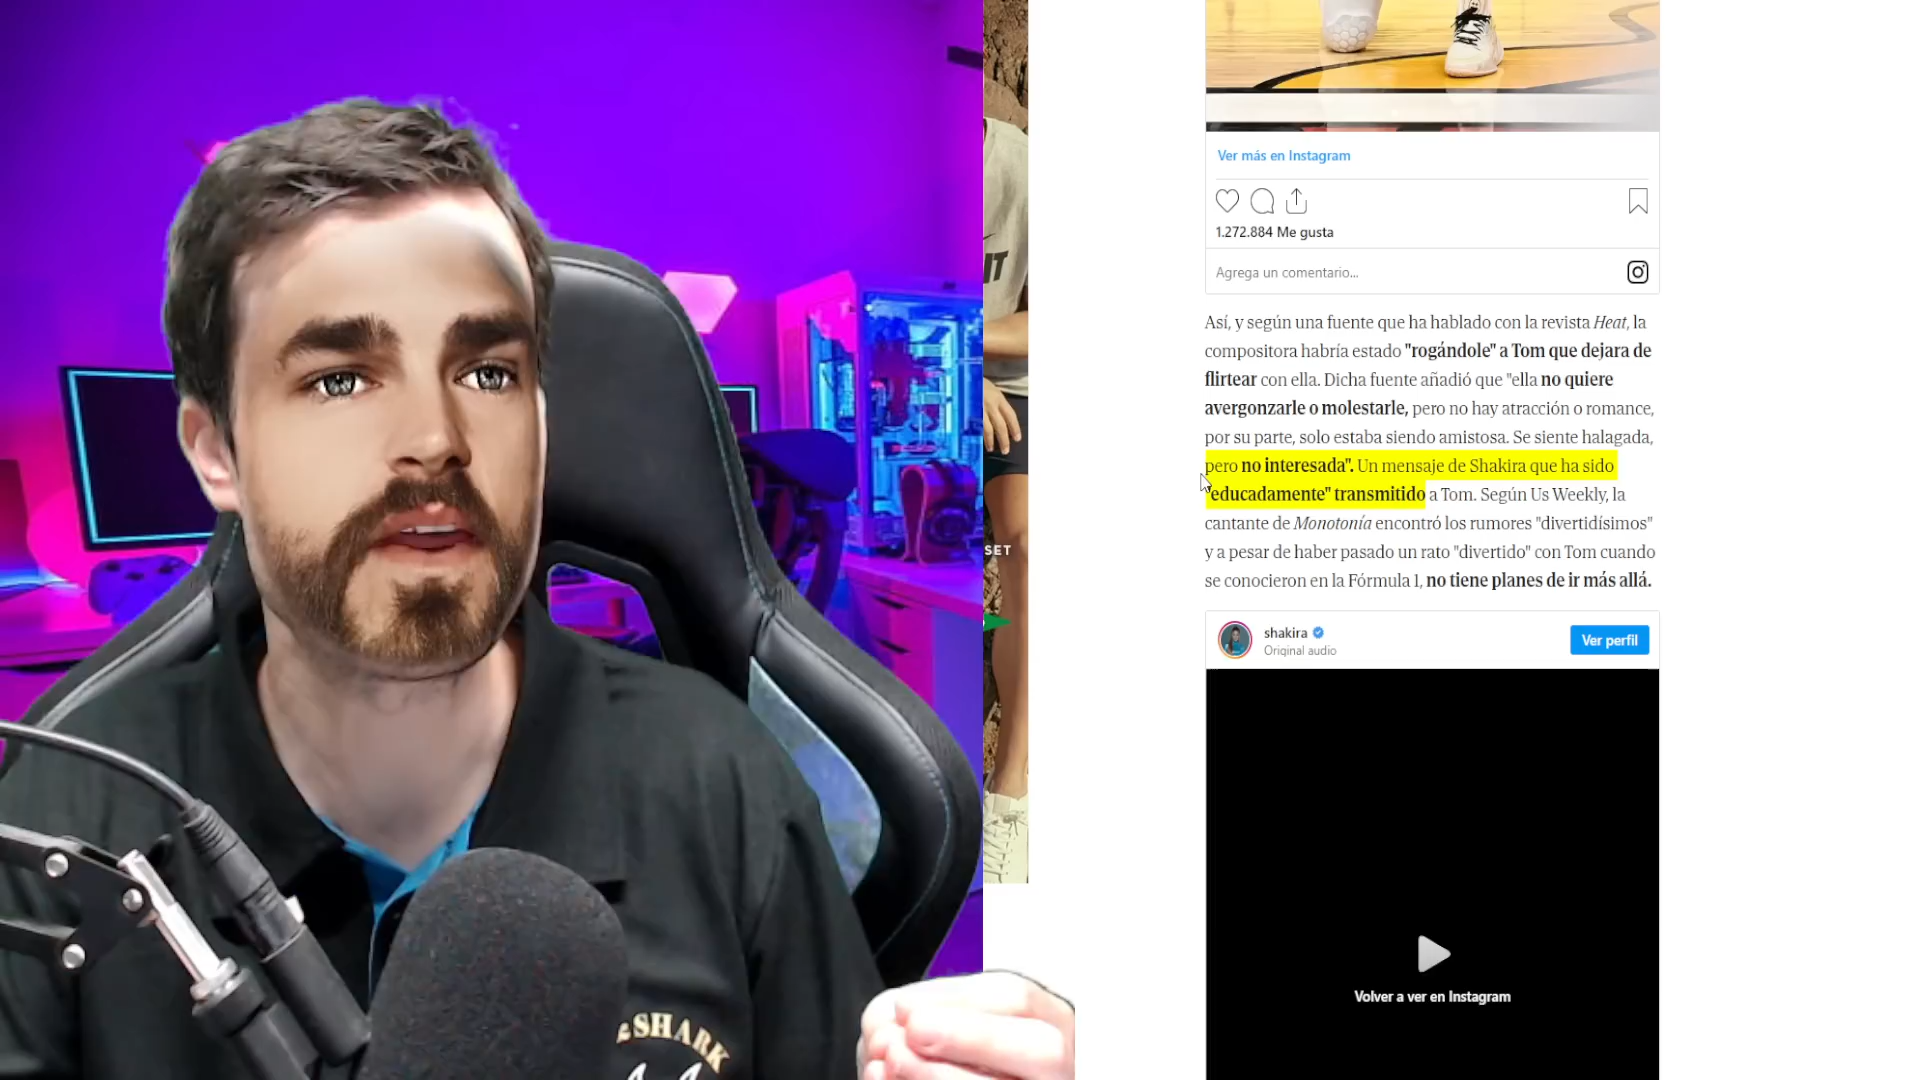 Ver más en Instagram
1.272.884 Me gusta
Agrega un comentario...
Así, y según una fuente que ha hablado con la revista Heat, la
compositora habría estado "rogándole" a Tom que dejara de
flirtear con ella. Dicha fuente añadió que "ella no quiere
avergonzarle o molestarle, pero no hay atracción o romance,
por su parte, solo estaba siendo amistosa. Se siente halagada,
pero no interesada". Un mensaje de Shakira que ha sido
"educadamente" transmitido a Tom. Según Us Weekly, la
cantante de Monotonía encontró los rumores "divertidísimos"
y a pesar de haber pasado un rato "divertido" con Tom cuando
se conocieron en la Fórmula 1, no tiene planes de ir más allá.
shakira
Original audio
Ver perfil
Volver a ver en Instagram
IT
SET
SHARK